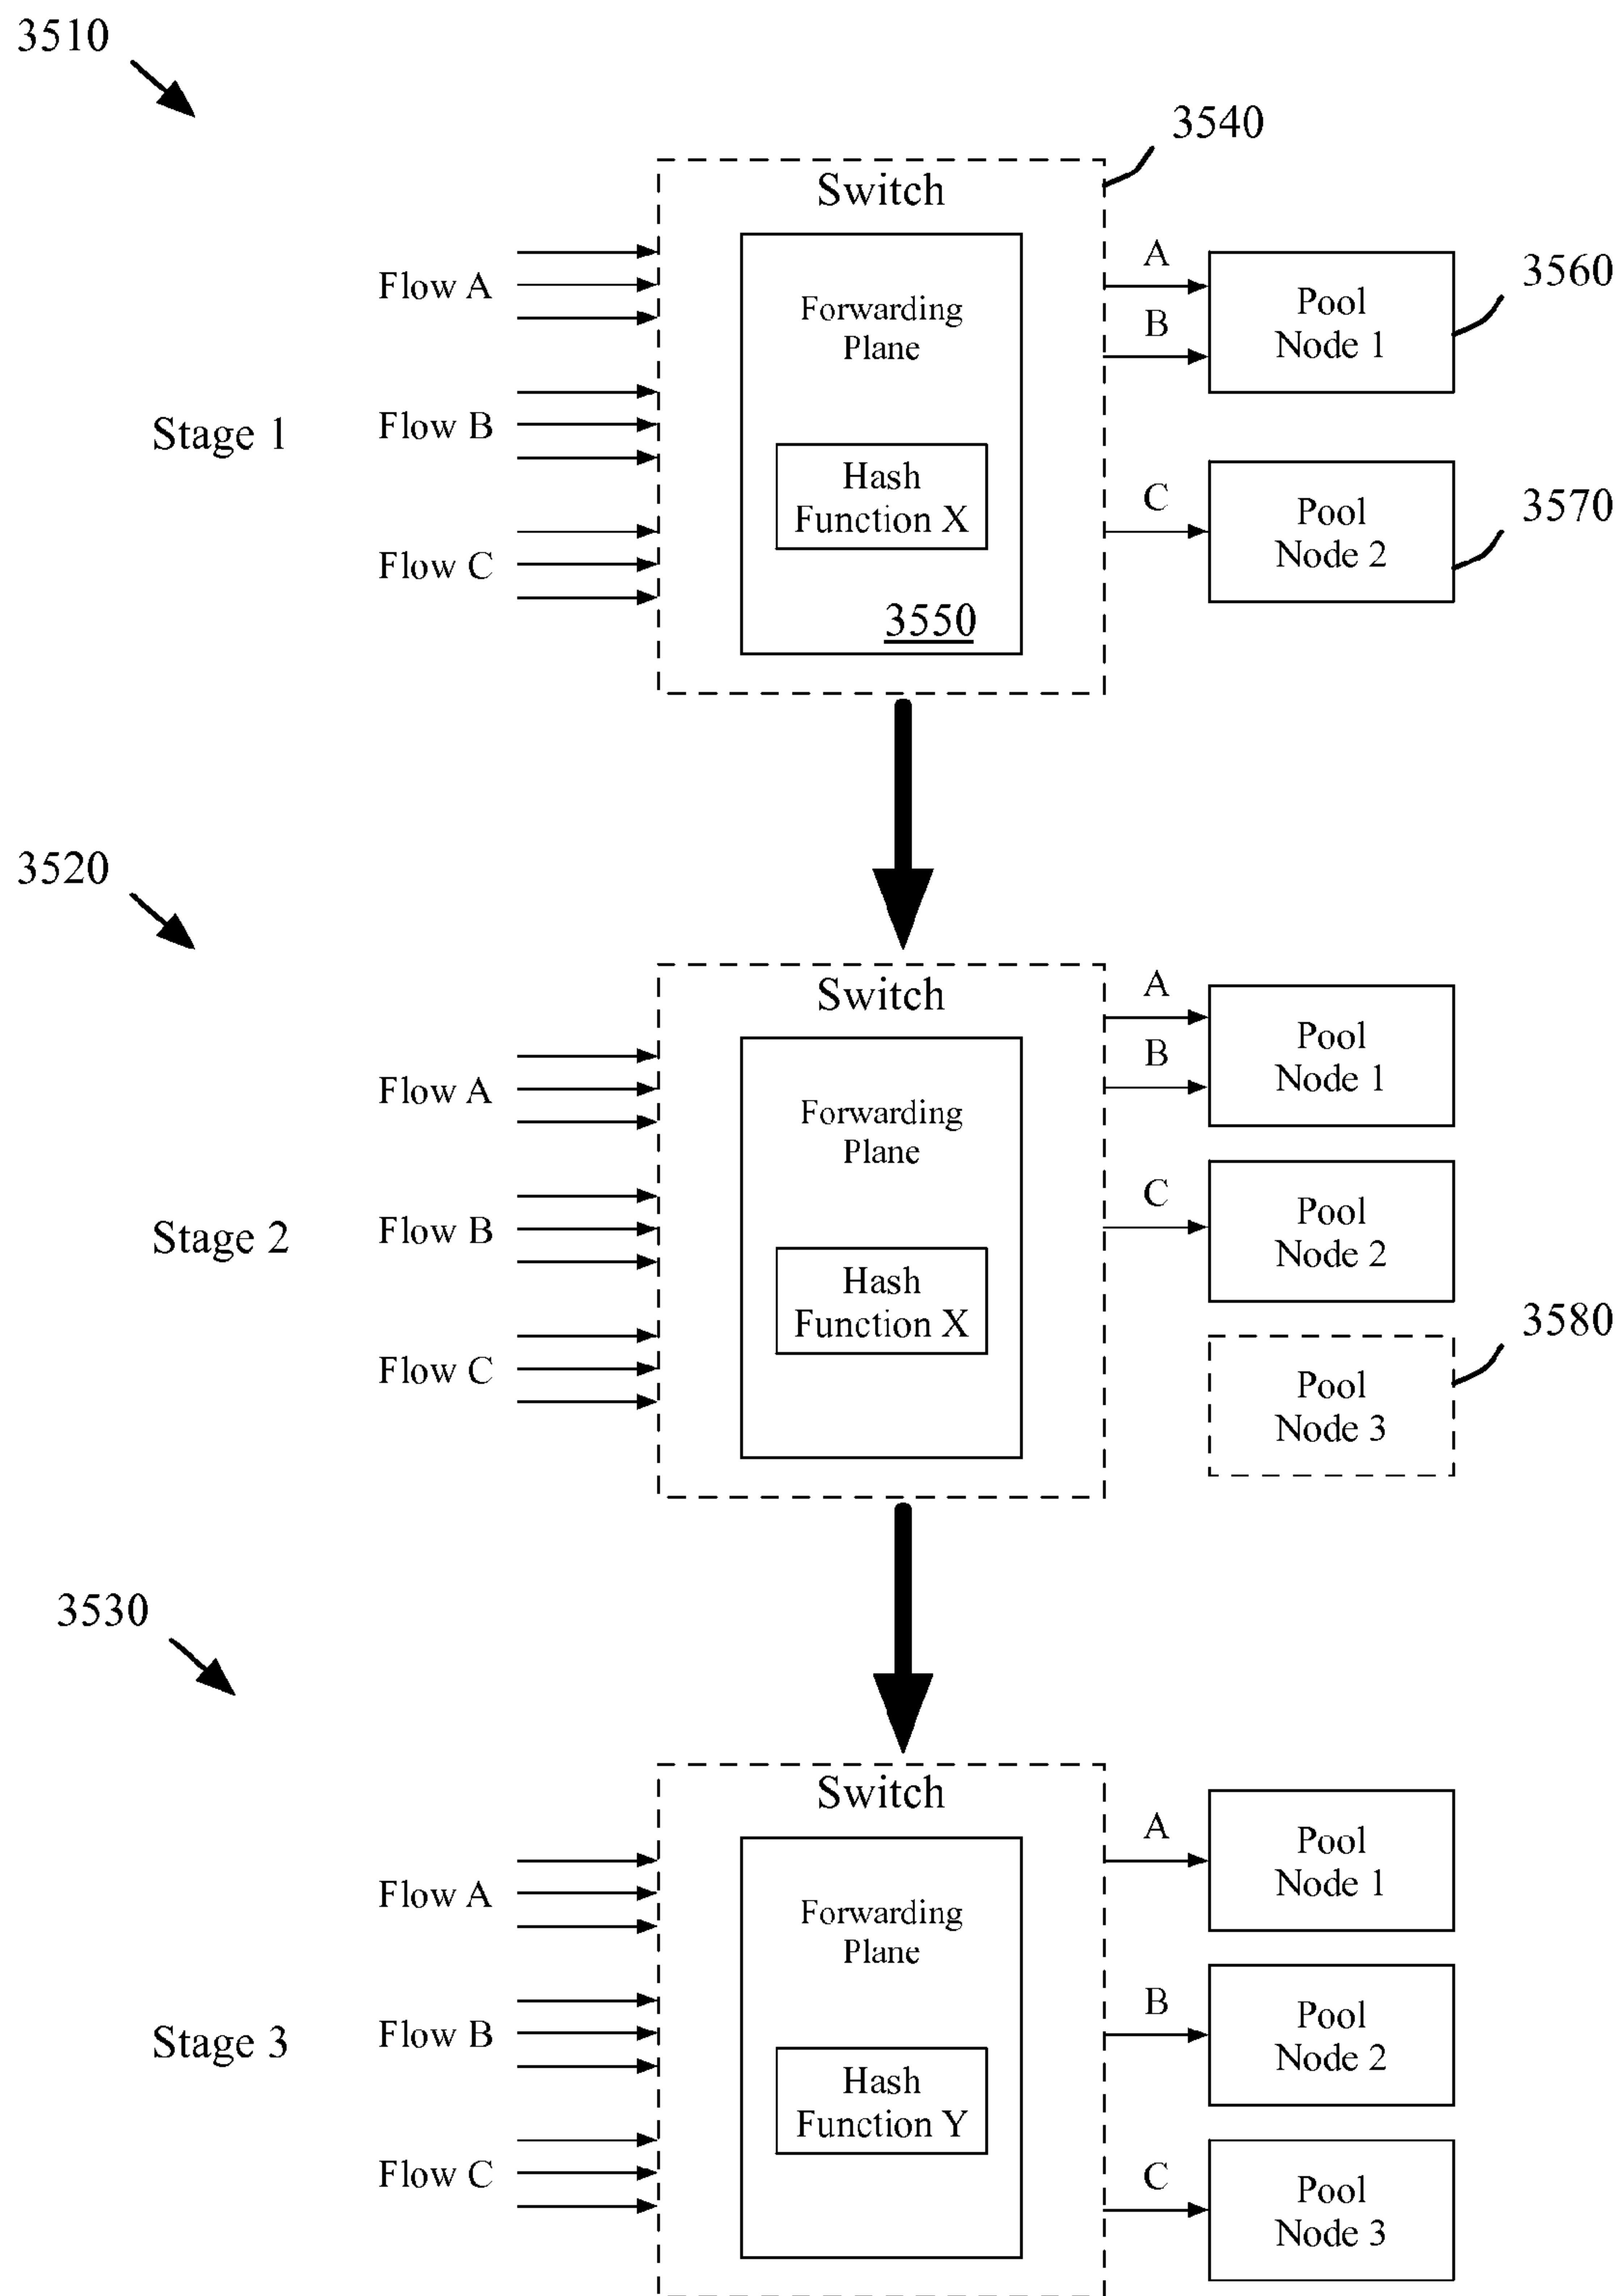 3510
3540
Switch
Flow A
Forwarding
Plane
A
B
Pool
Node 1
3560
Stage 1
Flow B
Hash
Function X
C
Pool
Node 2
3570
Flow C
3550
3520
Switch
Flow A
Forwarding
Plane
A
B
Pool
Node 1
Stage 2
Flow B
Hash
Function X
C
Pool
Node 2
3580
Flow C
Pool
Node 3
3530
Switch
Flow A
Forwarding
Plane
A
Pool
Node 1
Stage 3
Flow B
Hash
Function Y
B
Pool
Node 2
Flow C
C
Pool
Node 3